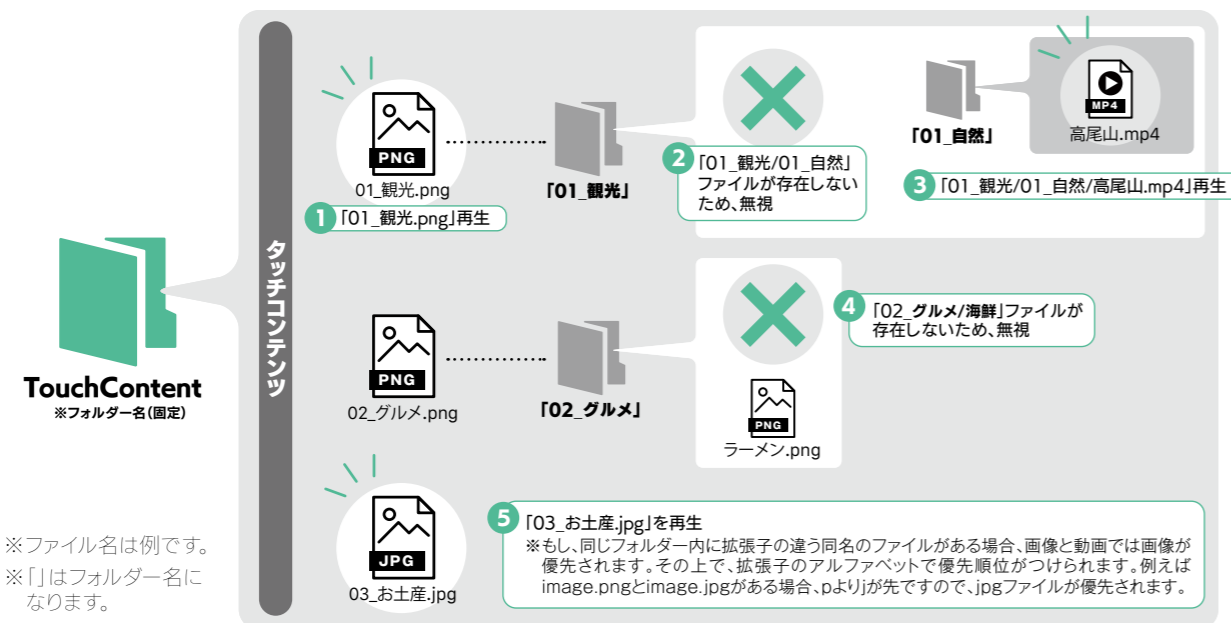 TouchContent
※フォルダー名(固定)
※ファイル名は例です。
※「」はフォルダー名に
なります。
タッチコンテンツ
PNG
01_観光.png
1 「01_観光.png」再生
「01_観光」
2 「01_観光/01_自然」
ファイルが存在しない
ため、無視
「01_自然」
MP4
高尾山.mp4
3 「01_観光/01_自然/高尾山.mp4」再生
PNG
02_グルメ.png
「02_グルメ」
4 「02_グルメ/海鮮」ファイルが
存在しないため、無視
PNG
ラーメン.png
JPG
03_お土産.jpg
5 「03_お土産.jpg」を再生
※もし、同じフォルダー内に拡張子の違う同名のファイルがある場合、画像と動画では画像が
優先されます。その上で、拡張子のアルファベットで優先順位がつけられます。例えば
image.pngとimage.jpgがある場合、pよりjが先ですので、jpgファイルが優先されます。